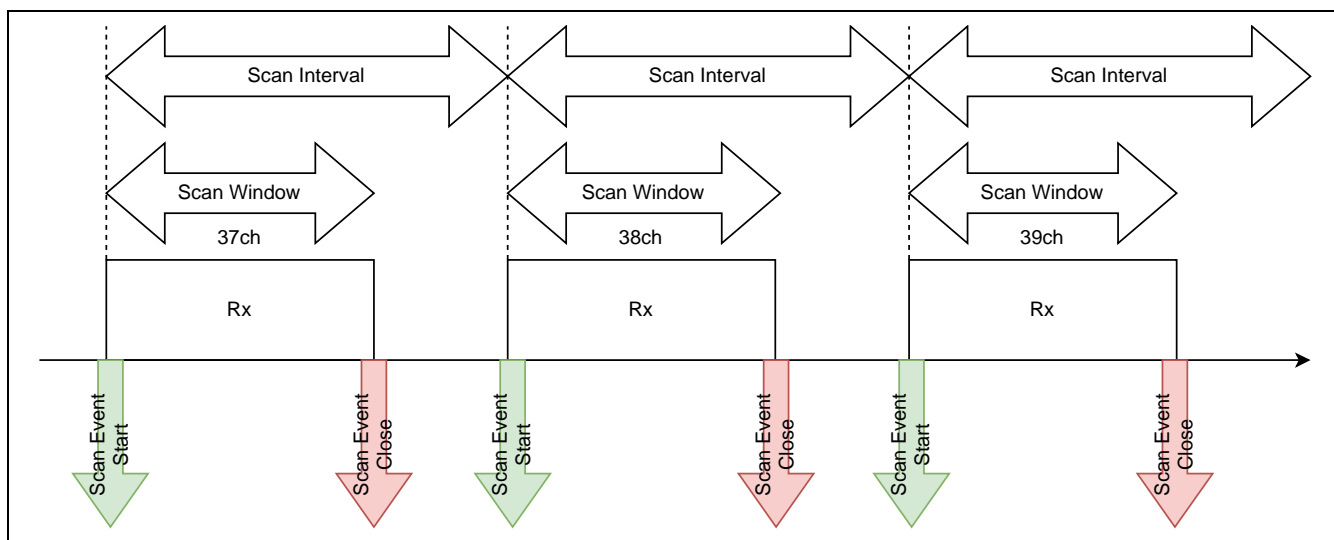 Scan Interval
Scan Interval
Scan Interval
Scan Window
Scan Window
Scan Window
37ch
38ch
39ch
Rx
Rx
Rx
Scan Event
Start
Scan Event
Close
Scan Event
Start
Scan Event
Close
Scan Event
Start
Scan Event
Close